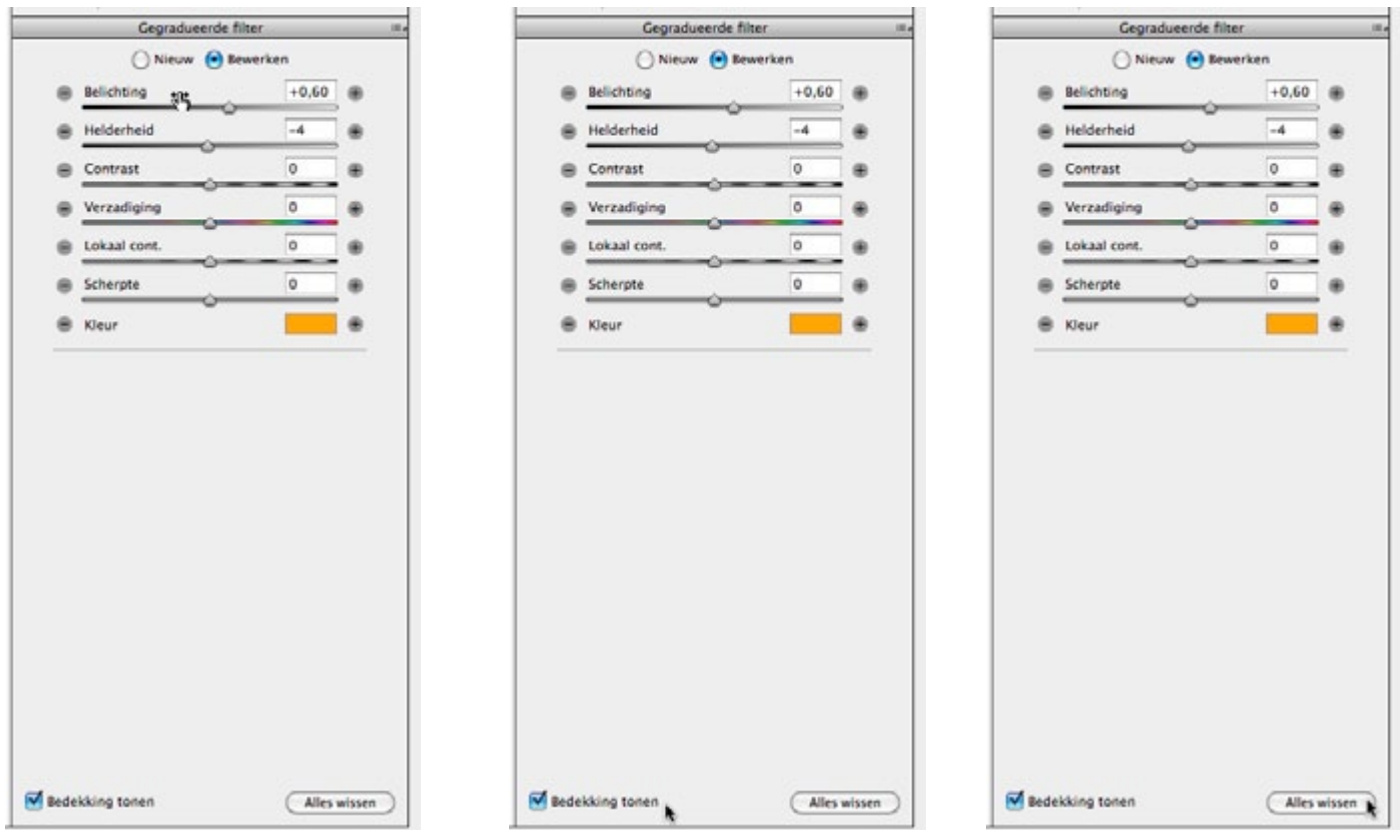 Gegradueerde filter
Nieuw Bewerken
Belichting +0,60
Helderheid -4
Contrast 0
Verzadiging 0
Lokaal cont. 0
Scherpte 0
Kleur
Bedekking tonen Alles wissen
Gegradueerde filter
Nieuw Bewerken
Belichting +0,60
Helderheid -4
Contrast 0
Verzadiging 0
Lokaal cont. 0
Scherpte 0
Kleur
Bedekking tonen Alles wissen
Gegradueerde filter
Nieuw Bewerken
Belichting +0,60
Helderheid -4
Contrast 0
Verzadiging 0
Lokaal cont. 0
Scherpte 0
Kleur
Bedekking tonen Alles wissen